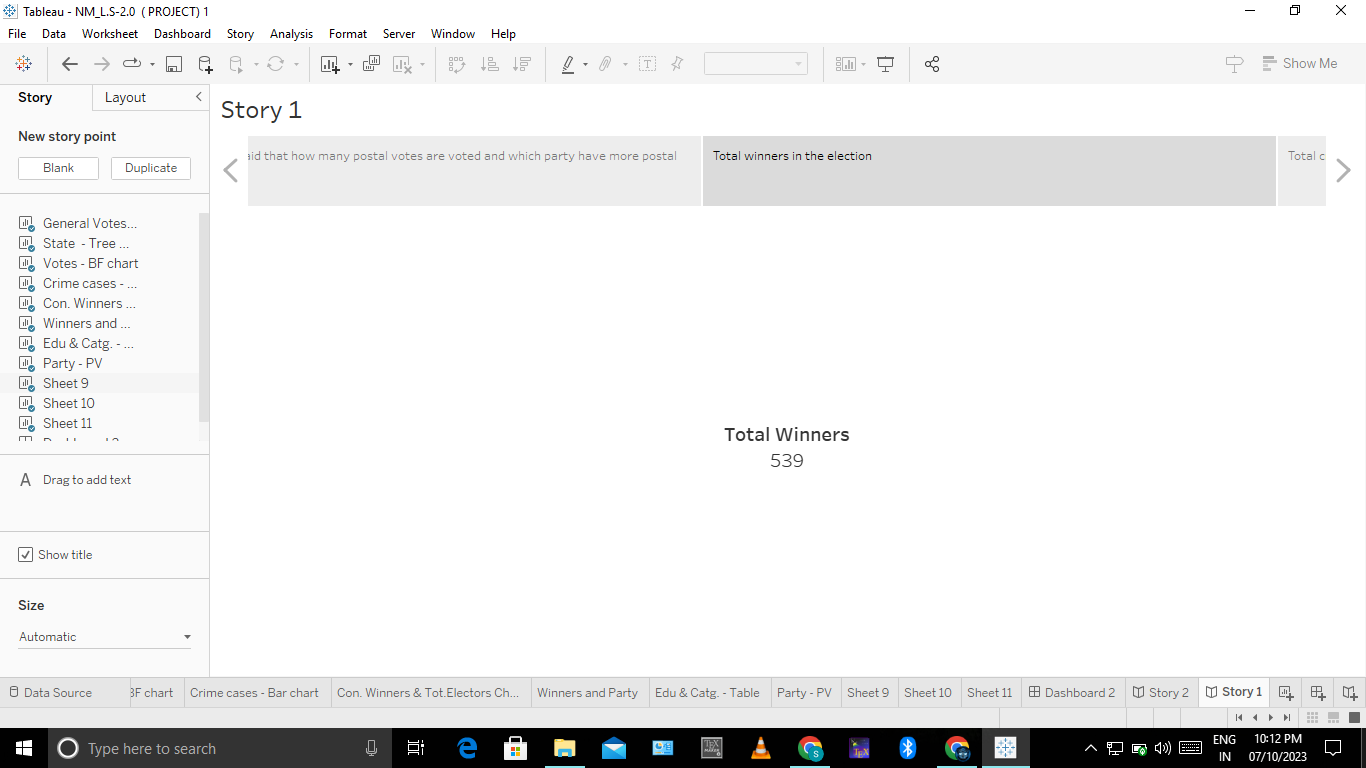 Tableau - NM_L.S-2.0 ( PROJECT) 1
File Data Worksheet Dashboard Story Analysis Format Server Window Help
Show Me
Story Layout
New story point
Blank Duplicate
General Votes...
State - Tree ...
Votes - BF chart
Crime cases - ...
Con. Winners ...
Winners and ...
Edu & Catg. - ...
Party - PV
Sheet 9
Sheet 10
Sheet 11
A Drag to add text
Show title
Size
Automatic
Story 1
aid that how many postal votes are voted and which party have more postal
Total winners in the election
Total c
Total Winners
539
Data Source BF chart Crime cases - Bar chart Con. Winners & Tot.Electors Ch... Winners and Party Edu & Catg. - Table Party - PV Sheet 9 Sheet 10 Sheet 11 Dashboard 2 Story 2 Story 1
Type here to search
ENG
IN
10:12 PM
07/10/2023